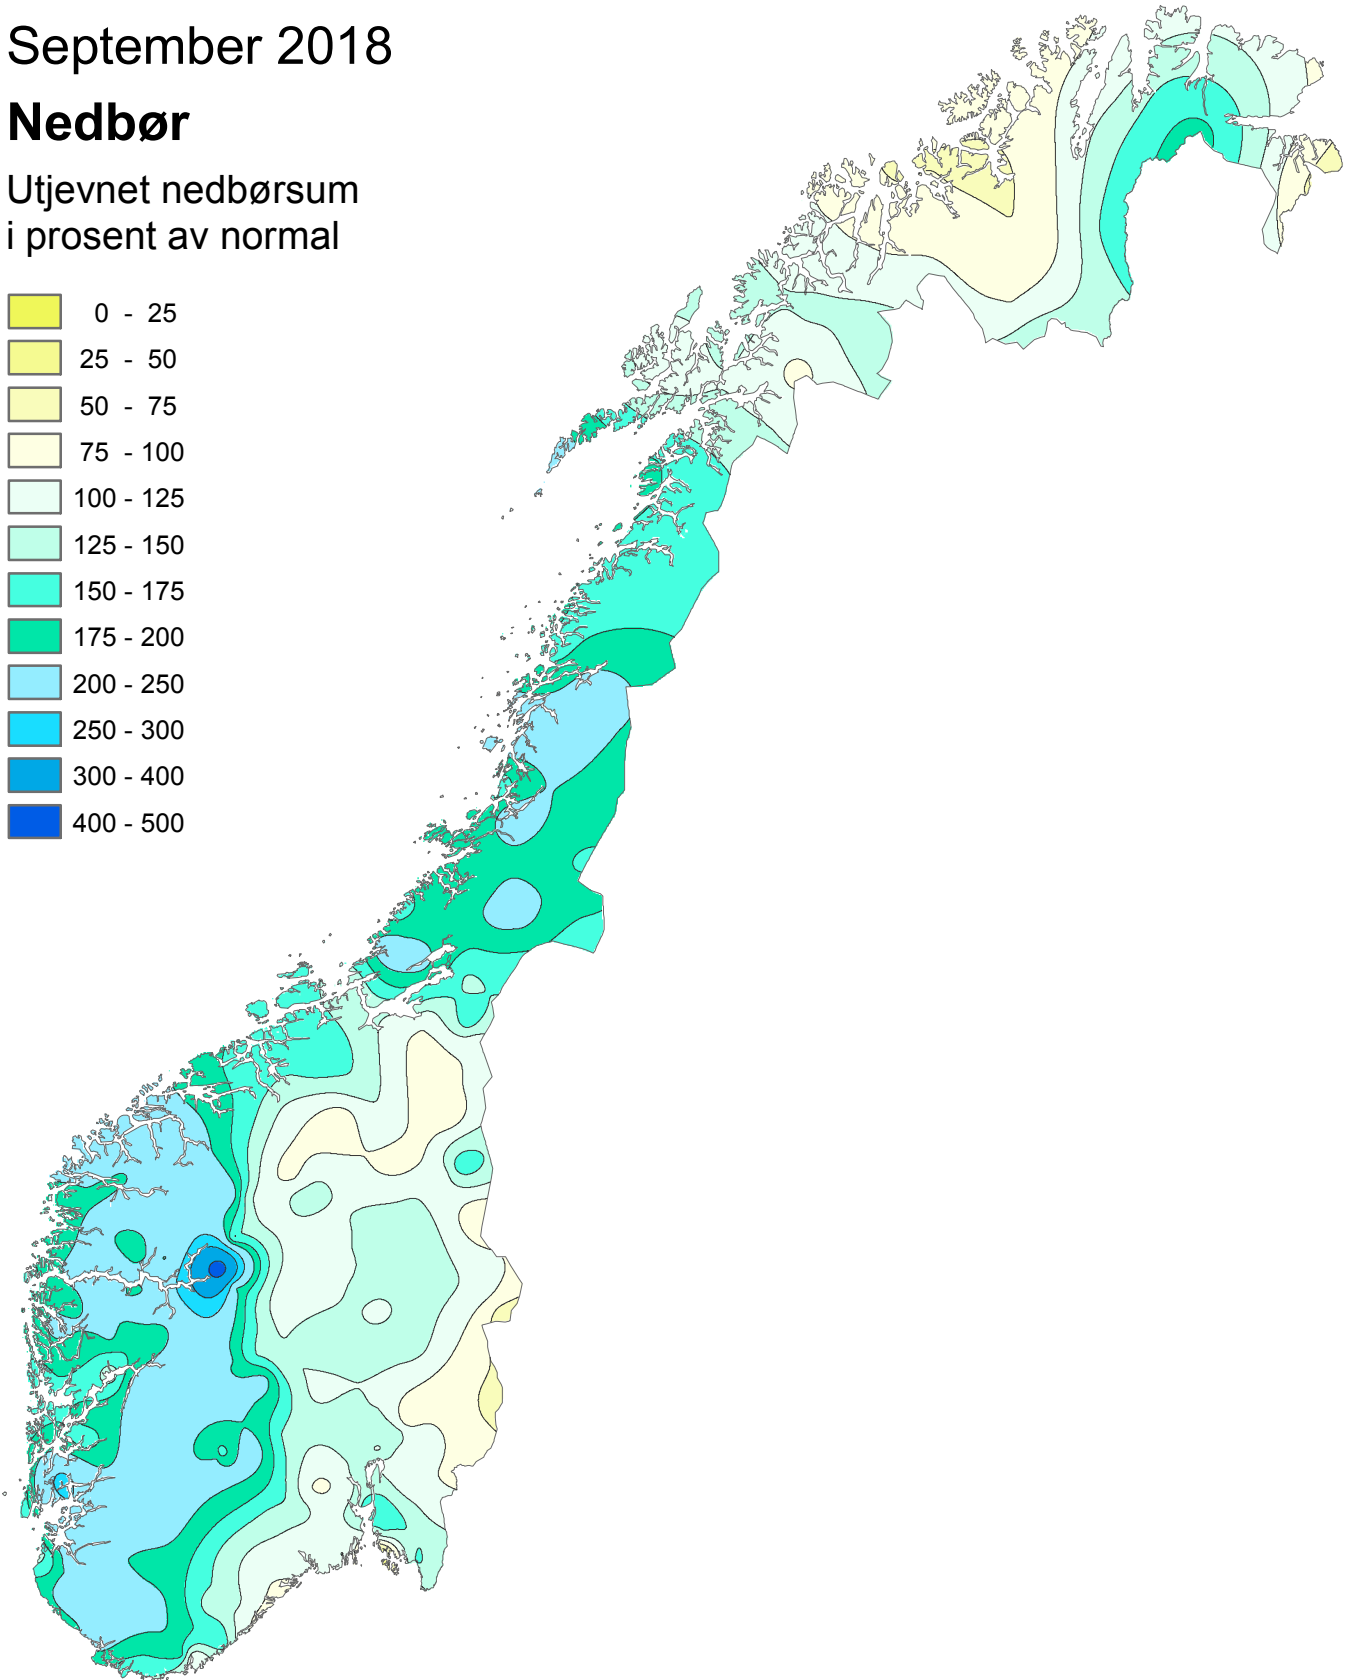 September 2018
Nedbør
Utjevnet nedbørsum
i prosent av normal
0 - 25
25 - 50
50 - 75
75 - 100
100 - 125
125 - 150
150 - 175
175 - 200
200 - 250
250 - 300
300 - 400
400 - 500